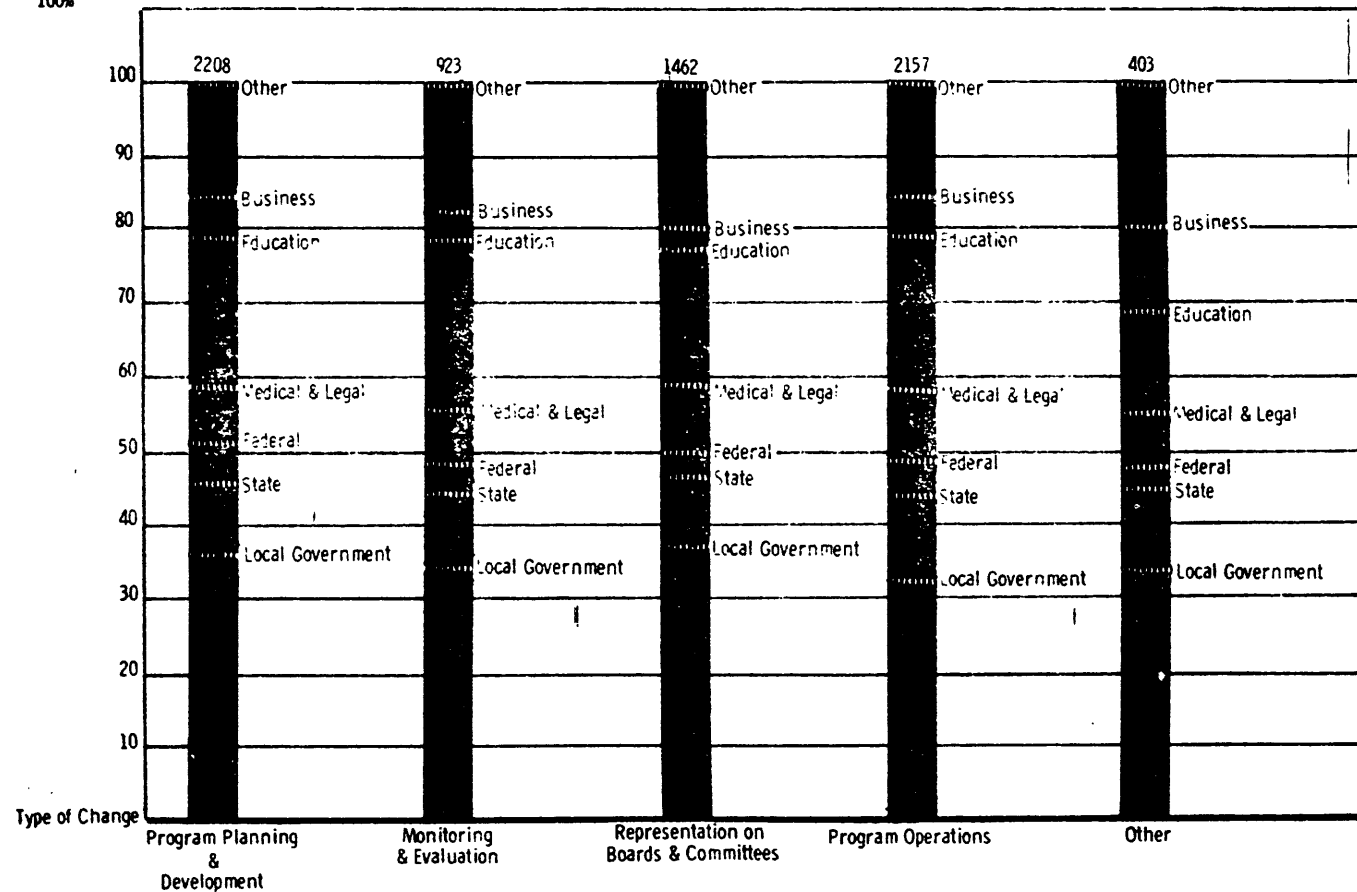 100%
2208 923 1462 2157 403
100 Other Other Other Other Other
90
Business Business Business Business Business
80
Education Education Education Education Education
70
60
Medical & Legal Medical & Legal Medical & Legal Medical & Legal Medical & Legal
Federal Federal Federal Federal Federal
50
State State State State State
40
Local Government Local Government Local Government Local Government Local Government
30
20
10
Type of Change
Program Planning & Development
Monitoring & Evaluation
Representation on Boards & Committees
Program Operations
Other